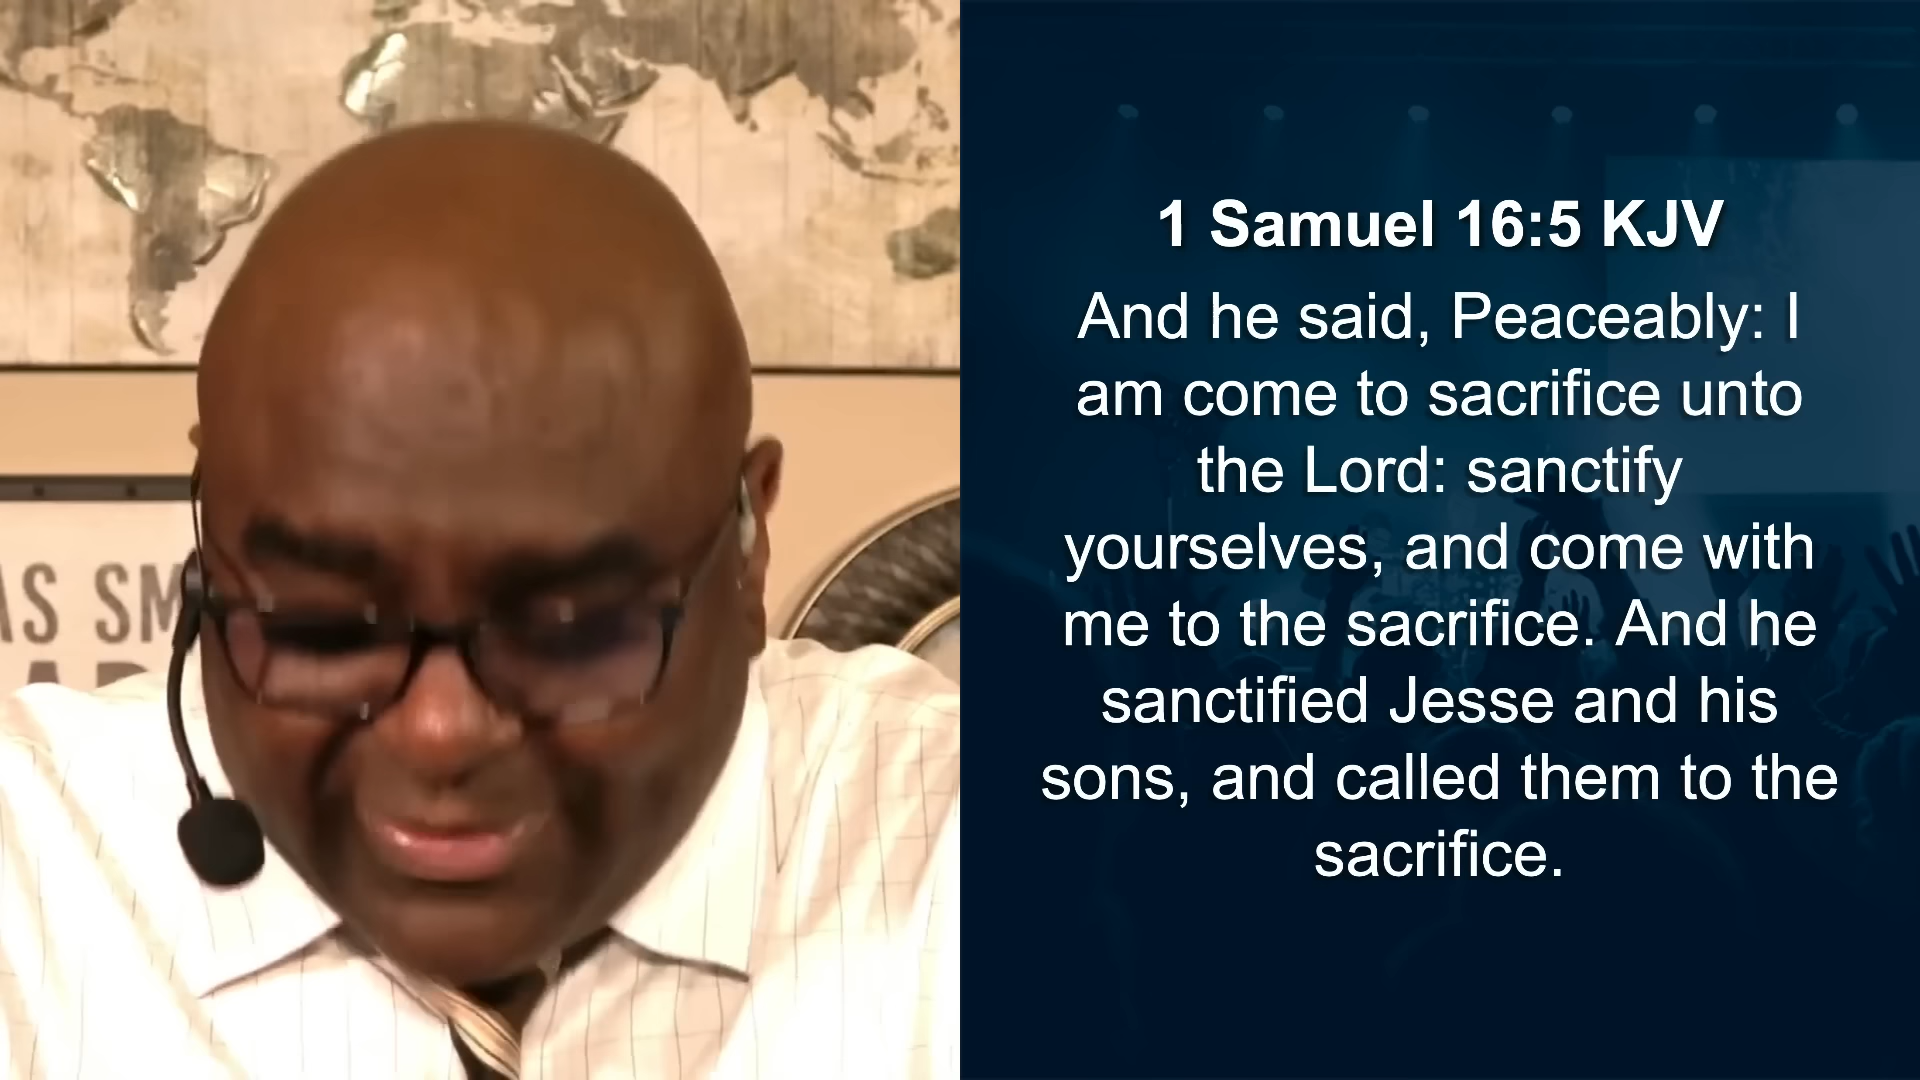 AS SM
1 Samuel 16:5 KJV
And he said, Peaceably: I
am come to sacrifice unto
the Lord: sanctify
yourselves, and come with
me to the sacrifice. And he
sanctified Jesse and his
sons, and called them to the
sacrifice.